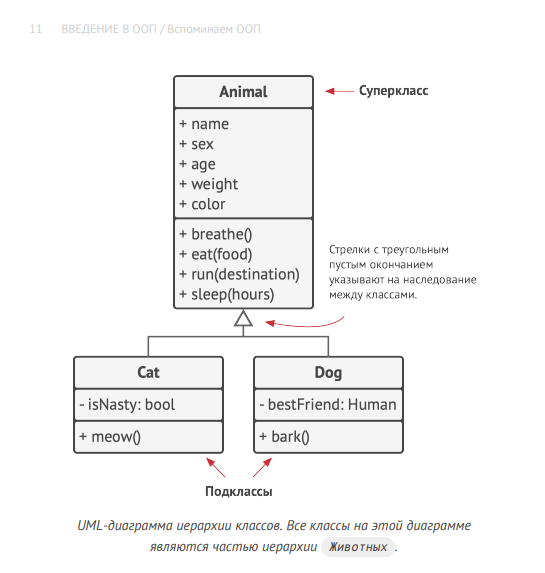 11 ВВЕДЕНИЕ В ООП / Вспоминаем ООП
Animal
Суперкласс
+ name
+ sex
+ age
+ weight
+ color
+ breathe()
+ eat(food)
+ run(destination)
+ sleep(hours)
Стрелки с треугольным
пустым окончанием
указывают на наследование
между классами.
Cat
- isNasty: bool
+ meow()
Dog
- bestFriend: Human
+ bark()
Подклассы
UML-диаграмма иерархии классов. Все классы на этой диаграмме
являются частью иерархии Животных.